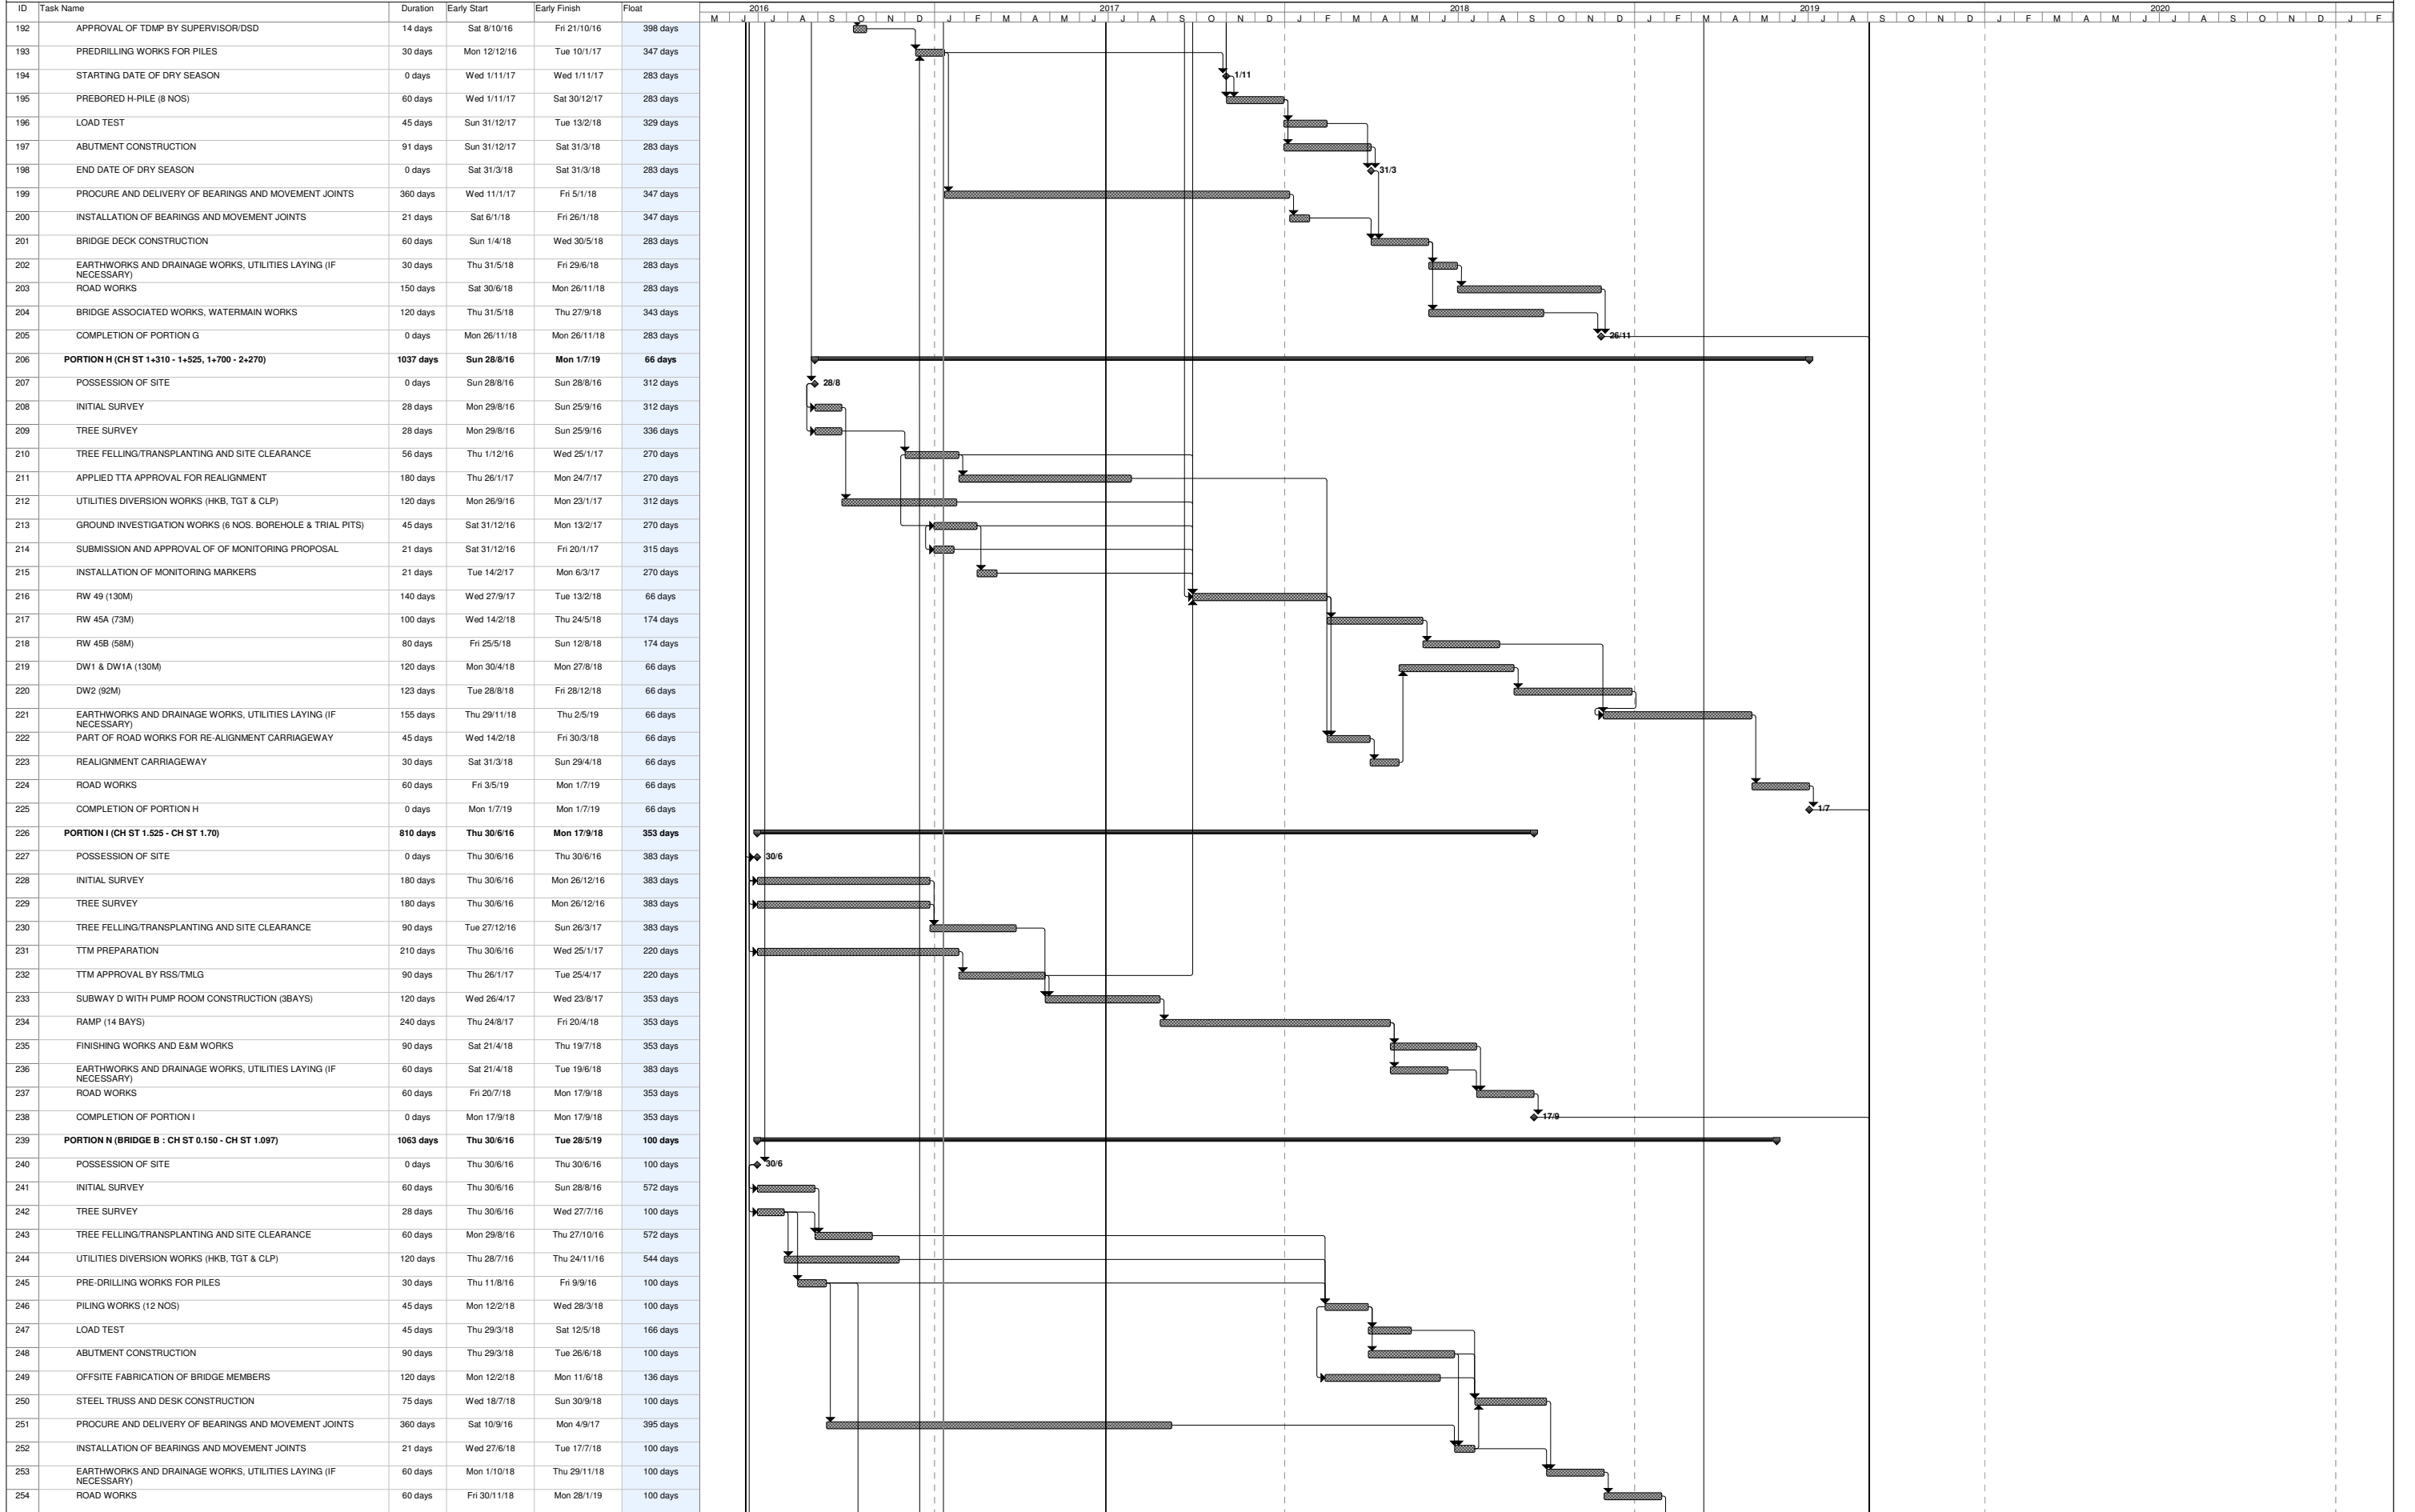 ID Task Name Duration Early Start Early Finish Float 2016 2017 2018 2019 2020
M J J A S O N D J F M A M J J A S O N D J F M A M J J A S O N D J F M A M J J A S O N D J F M A M J J A S O N D J F
192 APPROVAL OF TDMP BY SUPERVISOR/DSD 14 days Sat 8/10/16 Fri 21/10/16 398 days
193 PREDRILLING WORKS FOR PILES 30 days Mon 12/12/16 Tue 10/1/17 347 days
194 STARTING DATE OF DRY SEASON 0 days Wed 1/11/17 Wed 1/11/17 283 days 1/11
195 PREBORED H-PILE (8 NOS) 60 days Wed 1/11/17 Sat 30/12/17 283 days
196 LOAD TEST 45 days Sun 31/12/17 Tue 13/2/18 329 days
197 ABUTMENT CONSTRUCTION 91 days Sun 31/12/17 Sat 31/3/18 283 days
198 END DATE OF DRY SEASON 0 days Sat 31/3/18 Sat 31/3/18 283 days 31/3
199 PROCURE AND DELIVERY OF BEARINGS AND MOVEMENT JOINTS 360 days Wed 11/1/17 Fri 5/1/18 347 days
200 INSTALLATION OF BEARINGS AND MOVEMENT JOINTS 21 days Sat 6/1/18 Fri 26/1/18 347 days
201 BRIDGE DECK CONSTRUCTION 60 days Sun 1/4/18 Wed 30/5/18 283 days
202 EARTHWORKS AND DRAINAGE WORKS, UTILITIES LAYING (IF 30 days Thu 31/5/18 Fri 29/6/18 283 days
NECESSARY)
203 ROAD WORKS 150 days Sat 30/6/18 Mon 26/11/18 283 days
204 BRIDGE ASSOCIATED WORKS, WATERMAIN WORKS 120 days Thu 31/5/18 Thu 27/9/18 343 days
205 COMPLETION OF PORTION G 0 days Mon 26/11/18 Mon 26/11/18 283 days 26/11
206 PORTION H (CH ST 1+310 - 1+525, 1+700 - 2+270) 1037 days Sun 28/8/16 Mon 1/7/19 66 days
207 POSSESSION OF SITE 0 days Sun 28/8/16 Sun 28/8/16 312 days 28/8
208 INITIAL SURVEY 28 days Mon 29/8/16 Sun 25/9/16 312 days
209 TREE SURVEY 28 days Mon 29/8/16 Sun 25/9/16 336 days
210 TREE FELLING/TRANSPLANTING AND SITE CLEARANCE 56 days Thu 1/12/16 Wed 25/1/17 270 days
211 APPLIED TTA APPROVAL FOR REALIGNMENT 180 days Thu 26/1/17 Mon 24/7/17 270 days
212 UTILITIES DIVERSION WORKS (HKB, TGT & CLP) 120 days Mon 26/9/16 Mon 23/1/17 312 days
213 GROUND INVESTIGATION WORKS (6 NOS. BOREHOLE & TRIAL PITS) 45 days Sat 31/12/16 Mon 13/2/17 270 days
214 SUBMISSION AND APPROVAL OF OF MONITORING PROPOSAL 21 days Sat 31/12/16 Fri 20/1/17 315 days
215 INSTALLATION OF MONITORING MARKERS 21 days Tue 14/2/17 Mon 6/3/17 270 days
216 RW 49 (130M) 140 days Wed 27/9/17 Tue 13/2/18 66 days
217 RW 45A (73M) 100 days Wed 14/2/18 Thu 24/5/18 174 days
218 RW 45B (58M) 80 days Fri 25/5/18 Sun 12/8/18 174 days
219 DW1 & DW1A (130M) 120 days Mon 30/4/18 Mon 27/8/18 66 days
220 DW2 (92M) 123 days Tue 28/8/18 Fri 28/12/18 66 days
221 EARTHWORKS AND DRAINAGE WORKS, UTILITIES LAYING (IF 155 days Thu 29/11/18 Thu 2/5/19 66 days
NECESSARY)
222 PART OF ROAD WORKS FOR RE-ALIGNMENT CARRIAGEWAY 45 days Wed 14/2/18 Fri 30/3/18 66 days
223 REALIGNMENT CARRIAGEWAY 30 days Sat 31/3/18 Sun 29/4/18 66 days
224 ROAD WORKS 60 days Fri 3/5/19 Mon 1/7/19 66 days
225 COMPLETION OF PORTION H 0 days Mon 1/7/19 Mon 1/7/19 66 days 1/7
226 PORTION I (CH ST 1.525 - CH ST 1.70) 810 days Thu 30/6/16 Mon 17/9/18 353 days
227 POSSESSION OF SITE 0 days Thu 30/6/16 Thu 30/6/16 383 days 30/6
228 INITIAL SURVEY 180 days Thu 30/6/16 Mon 26/12/16 383 days
229 TREE SURVEY 180 days Thu 30/6/16 Mon 26/12/16 383 days
230 TREE FELLING/TRANSPLANTING AND SITE CLEARANCE 90 days Tue 27/12/16 Sun 26/3/17 383 days
231 TTM PREPARATION 210 days Thu 30/6/16 Wed 25/1/17 220 days
232 TTM APPROVAL BY RSS/TMLG 90 days Thu 26/1/17 Tue 25/4/17 220 days
233 SUBWAY D WITH PUMP ROOM CONSTRUCTION (3BAYS) 120 days Wed 26/4/17 Wed 23/8/17 353 days
234 RAMP (14 BAYS) 240 days Thu 24/8/17 Fri 20/4/18 353 days
235 FINISHING WORKS AND E&M WORKS 90 days Sat 21/4/18 Thu 19/7/18 353 days
236 EARTHWORKS AND DRAINAGE WORKS, UTILITIES LAYING (IF 60 days Sat 21/4/18 Tue 19/6/18 383 days
NECESSARY)
237 ROAD WORKS 60 days Fri 20/7/18 Mon 17/9/18 353 days
238 COMPLETION OF PORTION I 0 days Mon 17/9/18 Mon 17/9/18 353 days 17/9
239 PORTION N (BRIDGE B : CH ST 0.150 - CH ST 1.097) 1063 days Thu 30/6/16 Tue 28/5/19 100 days
240 POSSESSION OF SITE 0 days Thu 30/6/16 Thu 30/6/16 100 days 30/6
241 INITIAL SURVEY 60 days Thu 30/6/16 Sun 28/8/16 572 days
242 TREE SURVEY 28 days Thu 30/6/16 Wed 27/7/16 100 days
243 TREE FELLING/TRANSPLANTING AND SITE CLEARANCE 60 days Mon 29/8/16 Thu 27/10/16 572 days
244 UTILITIES DIVERSION WORKS (HKB, TGT & CLP) 120 days Thu 28/7/16 Thu 24/11/16 544 days
245 PRE-DRILLING WORKS FOR PILES 30 days Thu 11/8/16 Fri 9/9/16 100 days
246 PILING WORKS (12 NOS) 45 days Mon 12/2/18 Wed 28/3/18 100 days
247 LOAD TEST 45 days Thu 29/3/18 Sat 12/5/18 166 days
248 ABUTMENT CONSTRUCTION 90 days Thu 29/3/18 Tue 26/6/18 100 days
249 OFFSITE FABRICATION OF BRIDGE MEMBERS 120 days Mon 12/2/18 Mon 11/6/18 136 days
250 STEEL TRUSS AND DESK CONSTRUCTION 75 days Wed 18/7/18 Sun 30/9/18 100 days
251 PROCURE AND DELIVERY OF BEARINGS AND MOVEMENT JOINTS 360 days Sat 10/9/16 Mon 4/9/17 395 days
252 INSTALLATION OF BEARINGS AND MOVEMENT JOINTS 21 days Wed 27/6/18 Tue 17/7/18 100 days
253 EARTHWORKS AND DRAINAGE WORKS, UTILITIES LAYING (IF 60 days Mon 1/10/18 Thu 29/11/18 100 days
NECESSARY)
254 ROAD WORKS 60 days Fri 30/11/18 Mon 28/1/19 100 days